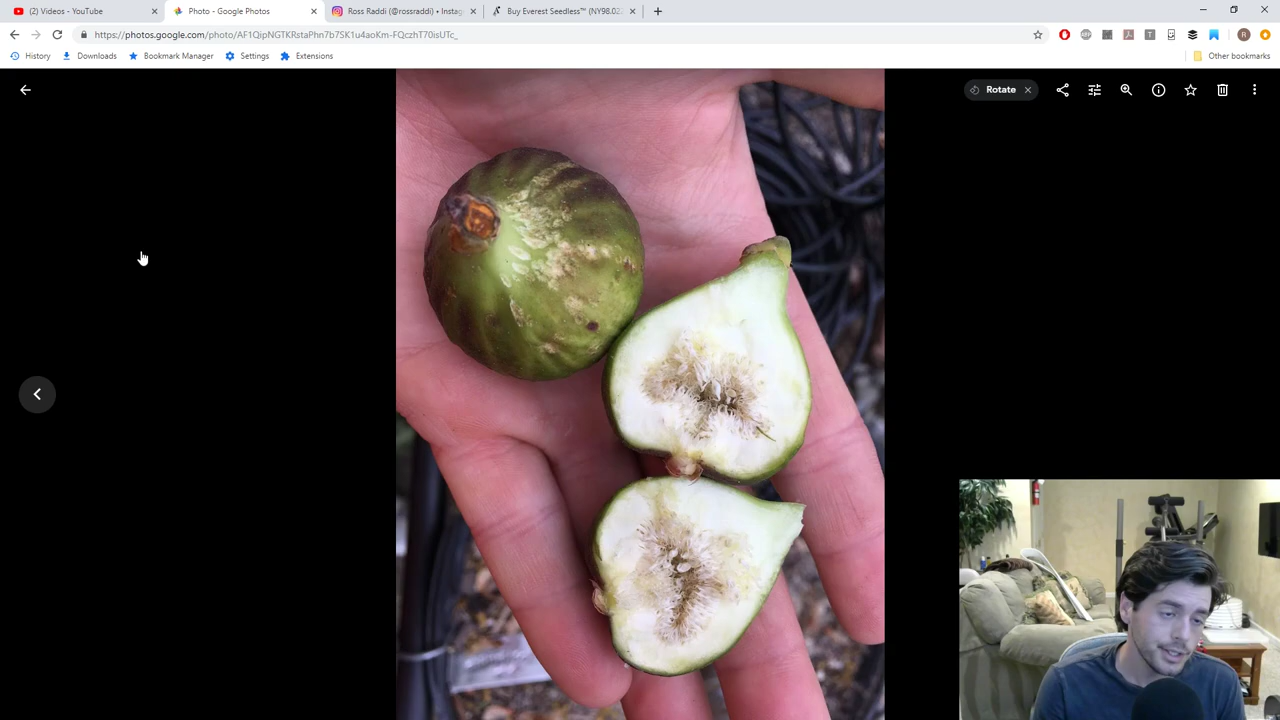 (2) Videos - YouTube
Photo - Google Photos
Ross Raddi (@rossraddi) • Instag
Buy Everest Seedless™ (NY98.02
https://photos.google.com/photo/AF1QipNGTKRstaPhn7b7SK1u4aoKm-FQczhT70isUTc_
History
Downloads
Bookmark Manager
Settings
Extensions
Other bookmarks
Rotate